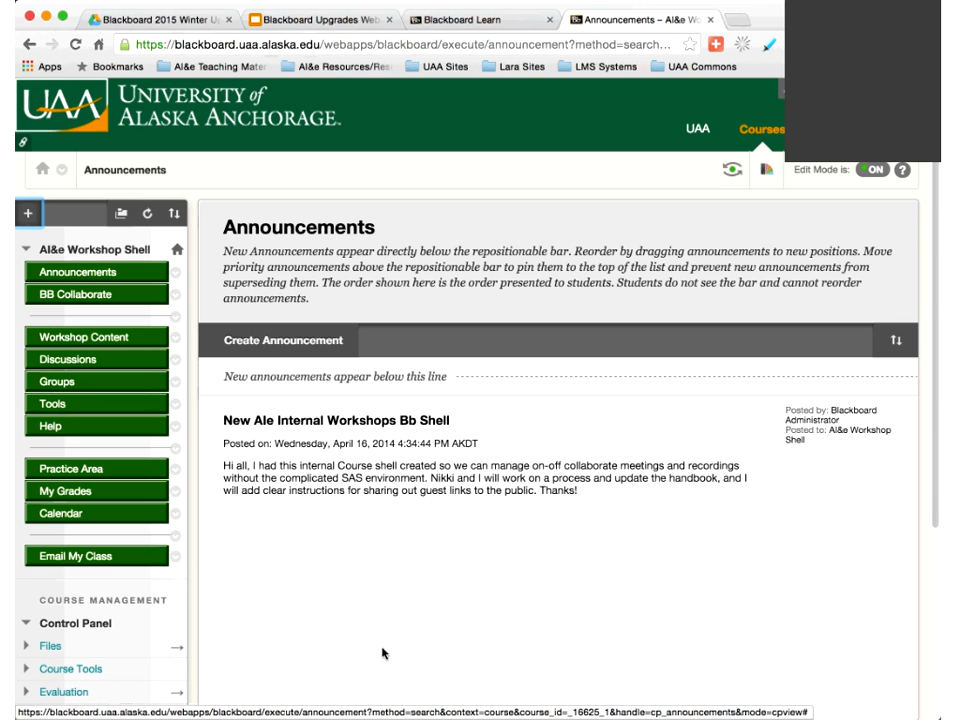 Blackboard 2015 Winter U
Blackboard Upgrades Web
Blackboard Learn
Announcements – AI&e Wo
https://blackboard.uaa.alaska.edu/webapps/blackboard/execute/announcement?method=search...
Apps
Bookmarks
AI&e Teaching Mater
AI&e Resources/Res
UAA Sites
Lara Sites
LMS Systems
UAA Commons
UAA
UNIVERSITY of
ALASKA ANCHORAGE.
UAA
Courses
Announcements
Edit Mode is:
ON
?
AI&e Workshop Shell
Announcements
BB Collaborate
Workshop Content
Discussions
Groups
Tools
Help
Practice Area
My Grades
Calendar
Email My Class
COURSE MANAGEMENT
Control Panel
Files
Course Tools
Evaluation
Announcements
New Announcements appear directly below the repositionable bar. Reorder by dragging announcements to new positions. Move
priority announcements above the repositionable bar to pin them to the top of the list and prevent new announcements from
superseding them. The order shown here is the order presented to students. Students do not see the bar and cannot reorder
announcements.
Create Announcement
New announcements appear below this line
New AIe Internal Workshops Bb Shell
Posted on: Wednesday, April 16, 2014 4:34:44 PM AKDT
Hi all, I had this internal Course shell created so we can manage on-off collaborate meetings and recordings
without the complicated SAS environment. Nikki and I will work on a process and update the handbook, and I
will add clear instructions for sharing out guest links to the public. Thanks!
Posted by: Blackboard
Administrator
Posted to: AI&e Workshop
Shell
https://blackboard.uaa.alaska.edu/webapps/blackboard/execute/announcement?method=search&context=course&course_id=_16625_1&handle=cp_announcements&mode=cpview#